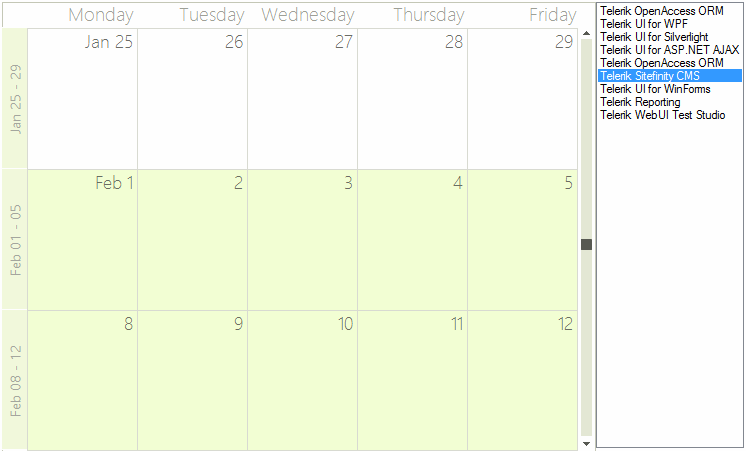 Monday Tuesday Wednesday Thursday Friday
Jan 25 - 29
Jan 25 26 27 28 29
Feb 01 - 05
Feb 1 2 3 4 5
Feb 08 - 12
8 9 10 11 12
Telerik OpenAccess ORM
Telerik UI for WPF
Telerik UI for Silverlight
Telerik UI for ASP.NET AJAX
Telerik OpenAccess ORM
Telerik Sitefinity CMS
Telerik UI for WinForms
Telerik Reporting
Telerik WebUI Test Studio